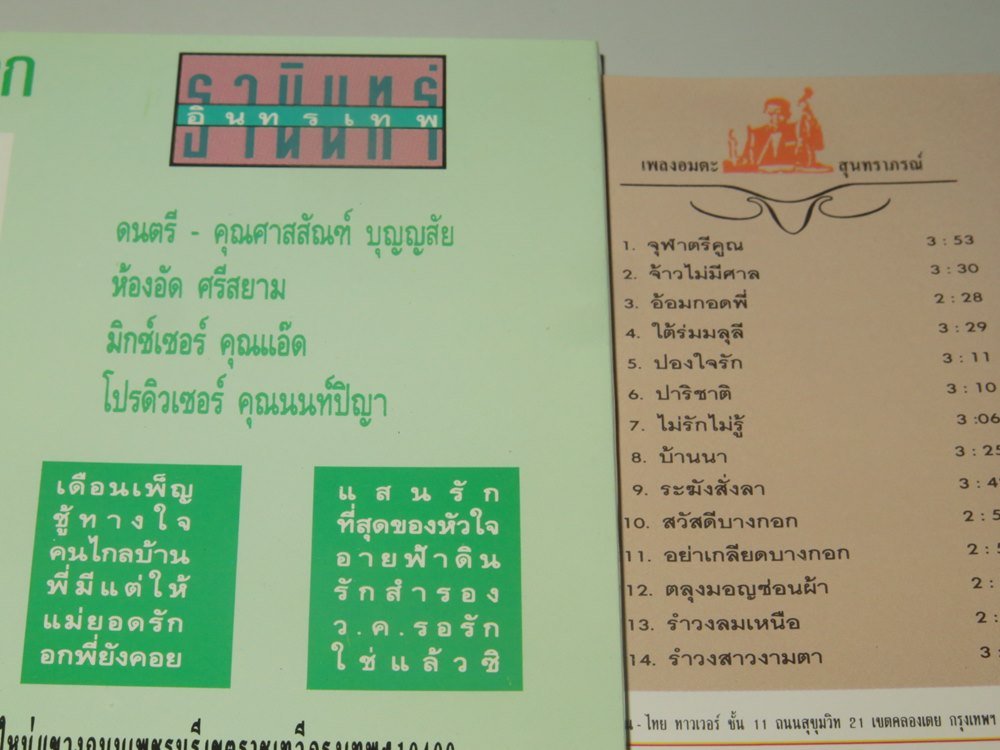 รามินทร์
อินทรเทพ
ดนตรี - คุณศาสสัณฑ์ บุญญสัย
ห้องอัด ศรีสยาม
มิกซ์เซอร์ คุณแอ๊ด
โปรดิวเซอร์ คุณนนท์ปิญา
เดือนเพ็ญ
ชู้ทางใจ
คนไกลบ้าน
พี่มีแต่ให้
แม่ยอดรัก
อกพี่ยังคอย
แสนรัก
ที่สุดของหัวใจ
อายฟ้าดิน
รักสำรอง
ว.ค.รอรัก
ใช่แล้วซิ
เพลงอมตะ สุนทราภรณ์
1. จุฬาตรีคูณ 3 : 53
2. จ้าวไม่มีศาล 3 : 30
3. อ้อมกอดพี่ 2 : 28
4. ใต้ร่มมลุลี 3 : 29
5. ปองใจรัก 3 : 11
6. ปาริชาติ 3 : 10
7. ไม่รักไม่รู้ 3 :06
8. บ้านนา 3 : 25
9. ระฆังสั่งลา 3 : 4
10. สวัสดีบางกอก 2 : 5
11. อย่าเกลียดบางกอก 2 : 5
12. ตลุงมอญซ่อนผ้า 2 :
13. รำวงลมเหนือ 2 :
14. รำวงสาวงามตา 3 :
- ไทย ทาวเวอร์ ชั้น 11 ถนนสุขุมวิท 21 เขตคลองเตย กรุงเทพฯ